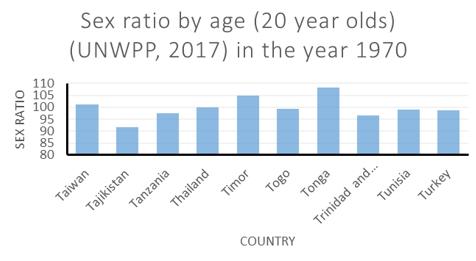 Sex ratio by age (20 year olds)
(UNWPP, 2017) in the year 1970
SEX RATIO
110
105
100
95
90
85
80
Taiwan
Tajikistan
Tanzania
Thailand
Timor
Togo
Tonga
Trinidad and...
Tunisia
Turkey
COUNTRY